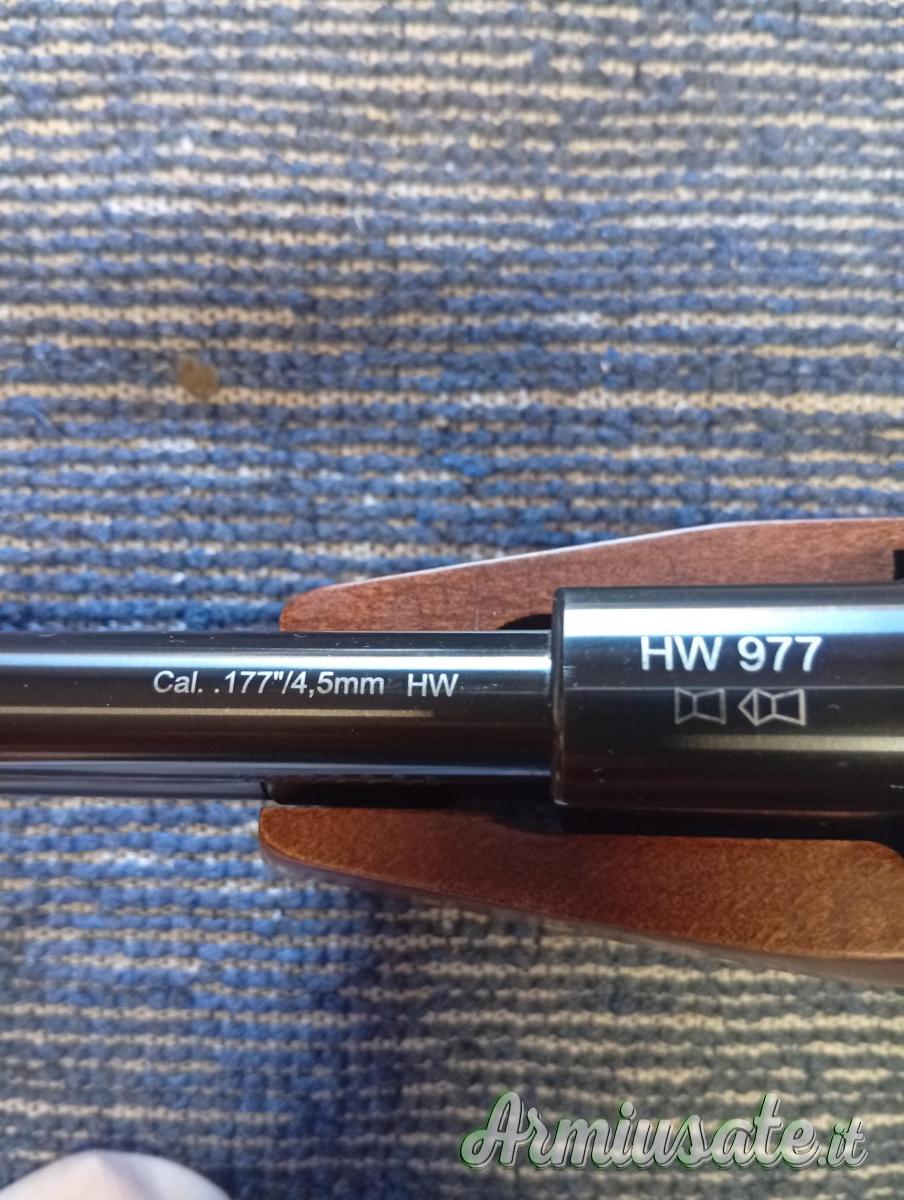 HW 977
Cal. .177"/4,5mm HW
Armiusate.it